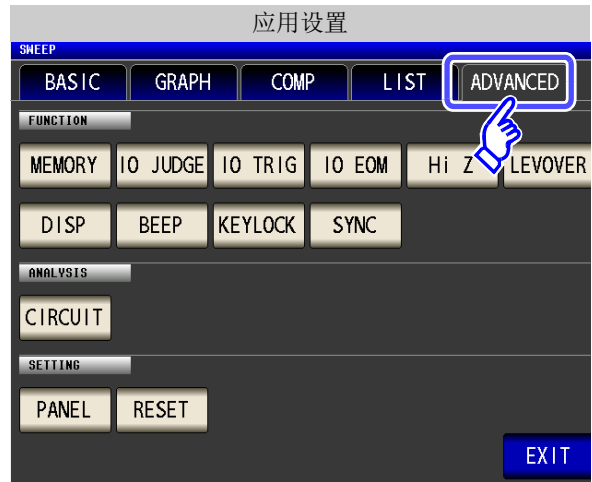 应用设置
SWEEP
BASIC GRAPH COMP LIST ADVANCED
FUNCTION
MEMORY IO JUDGE IO TRIG IO EOM Hi Z LEVOVER
DISP BEEP KEYLOCK SYNC
ANALYSIS
CIRCUIT
SETTING
PANEL RESET
EXIT